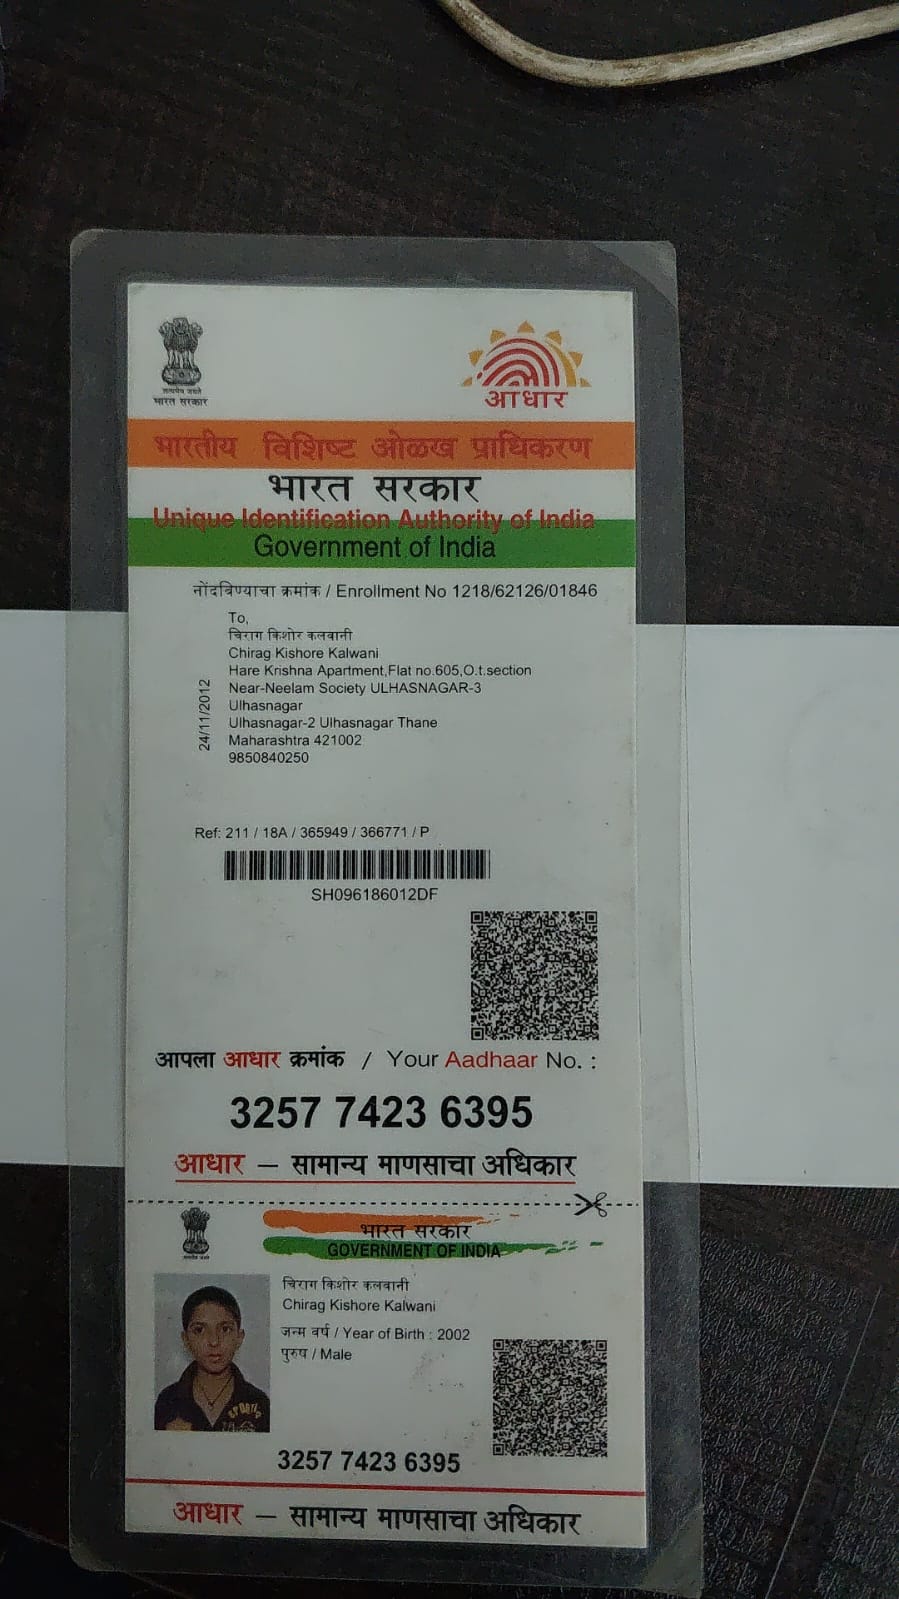 सत्यमेव जयते
भारत सरकार
आधार
भारतीय विशिष्ट ओळख प्राधिकरण
भारत सरकार
Unique Identification Authority of India
Government of India
नोंदविण्याचा क्रमांक / Enrollment No 1218/62126/01846
To,
चिराग किशोर कलवानी
Chirag Kishore Kalwani
Hare Krishna Apartment,Flat no.605,O.t.section
Near-Neelam Society ULHASNAGAR-3
Ulhasnagar
Ulhasnagar-2 Ulhasnagar Thane
Maharashtra 421002
9850840250
24/11/2012
Ref: 211 / 18A / 365949 / 366771 / P
SH096186012DF
आपला आधार क्रमांक / Your Aadhaar No. :
3257 7423 6395
आधार – सामान्य माणसाचा अधिकार
भारत सरकार
GOVERNMENT OF INDIA
चिराग किशोर कलवानी
Chirag Kishore Kalwani
जन्म वर्ष / Year of Birth : 2002
पुरुष / Male
3257 7423 6395
आधार – सामान्य माणसाचा अधिकार